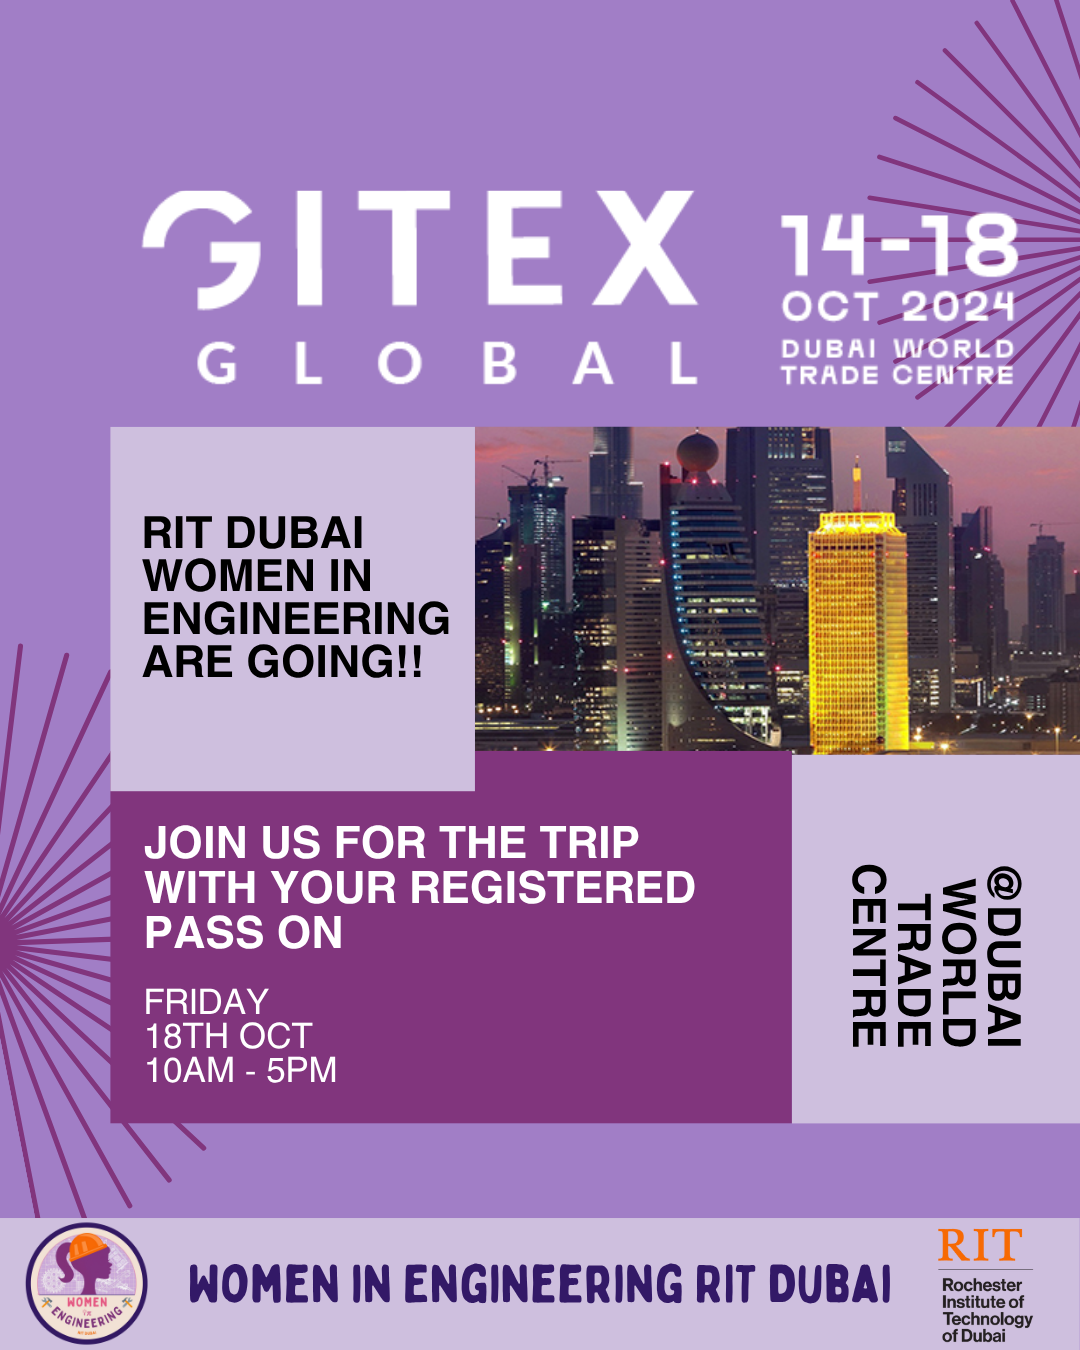 GITEX
GLOBAL
14-18
OCT 2024
DUBAI WORLD
TRADE CENTRE
RIT DUBAI
WOMEN IN
ENGINEERING
ARE GOING!!
JOIN US FOR THE TRIP
WITH YOUR REGISTERED
PASS ON
FRIDAY
18TH OCT
10AM - 5PM
@DUBAI
WORLD
TRADE
CENTRE
WOMEN
IN
ENGINEERING
RIT DUBAI
WOMEN IN ENGINEERING RIT DUBAI
RIT
Rochester
Institute of
Technology
of Dubai